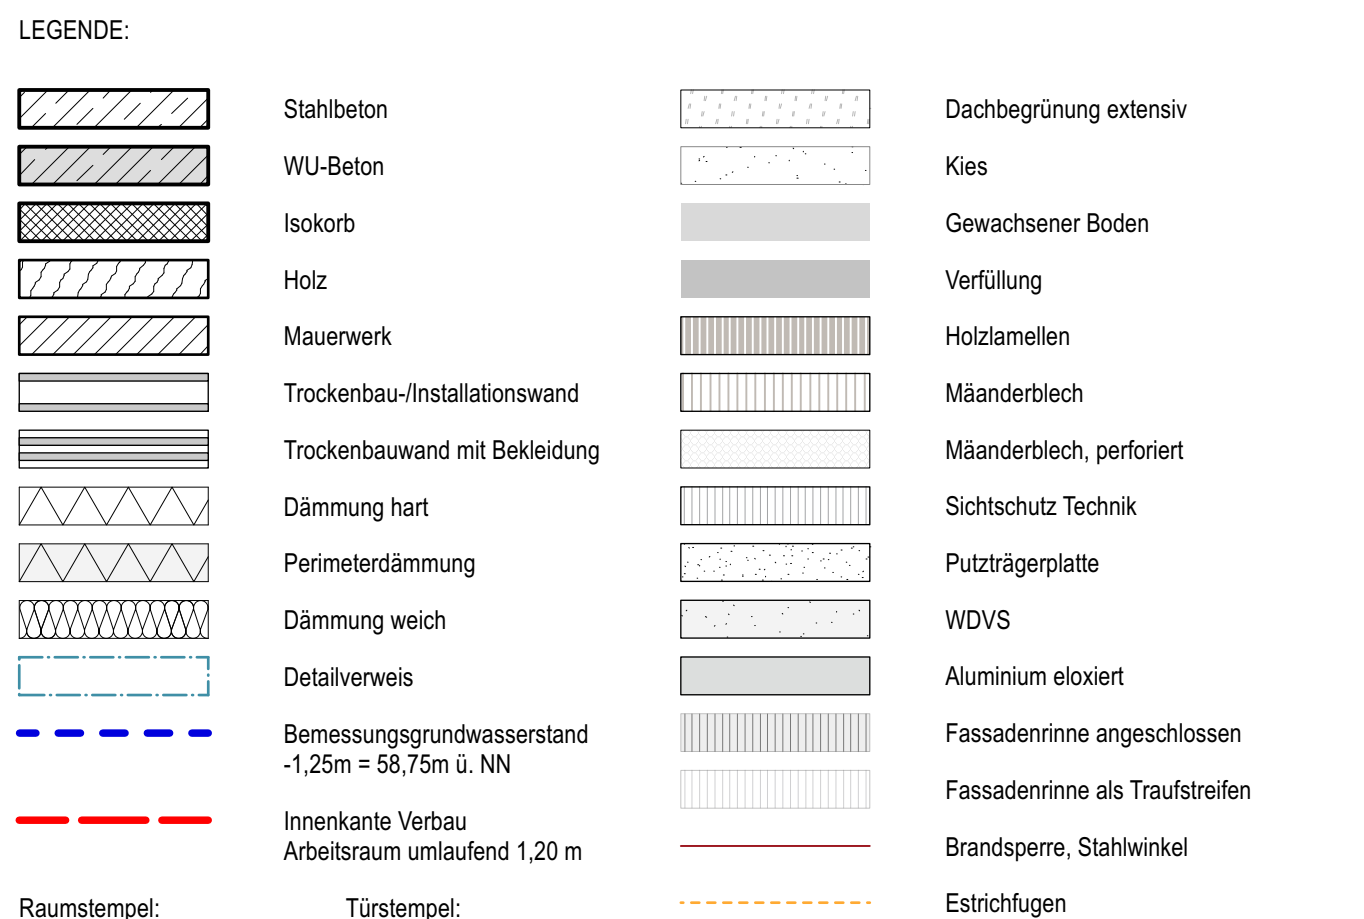 LEGENDE:
Stahlbeton
WU-Beton
Isokorb
Holz
Mauerwerk
Trockenbau-/Installationswand
Trockenbauwand mit Bekleidung
Dämmung hart
Perimeterdämmung
Dämmung weich
Detailverweis
Bemessungsgrundwasserstand
-1,25m = 58,75m ü. NN
Innenkante Verbau
Arbeitsraum umlaufend 1,20 m
Raumstempel:
Türstempel:
Dachbegrünung extensiv
Kies
Gewachsener Boden
Verfüllung
Holzlamellen
Mäanderblech
Mäanderblech, perforiert
Sichtschutz Technik
Putzträgerplatte
WDVS
Aluminium eloxiert
Fassadenrinne angeschlossen
Fassadenrinne als Traufstreifen
Brandsperre, Stahlwinkel
Estrichfugen